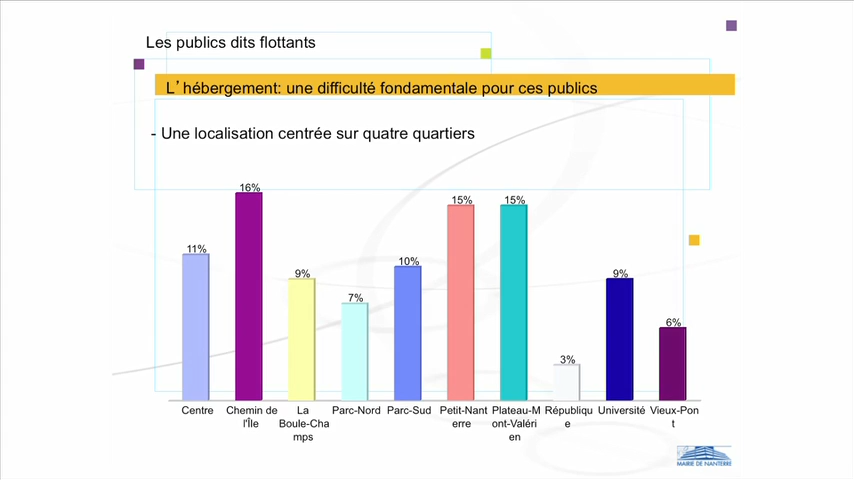 Les publics dits flottants
L’hébergement: une difficulté fondamentale pour ces publics
- Une localisation centrée sur quatre quartiers
11%
16%
9%
7%
10%
15%
15%
3%
9%
6%
Centre
Chemin de
l'Île
La
Boule-Cha
mps
Parc-Nord
Parc-Sud
Petit-Nant
erre
Plateau-M
ont-Valéri
en
Républiqu
e
Université
Vieux-Pon
t
MAIRIE DE NANTERRE